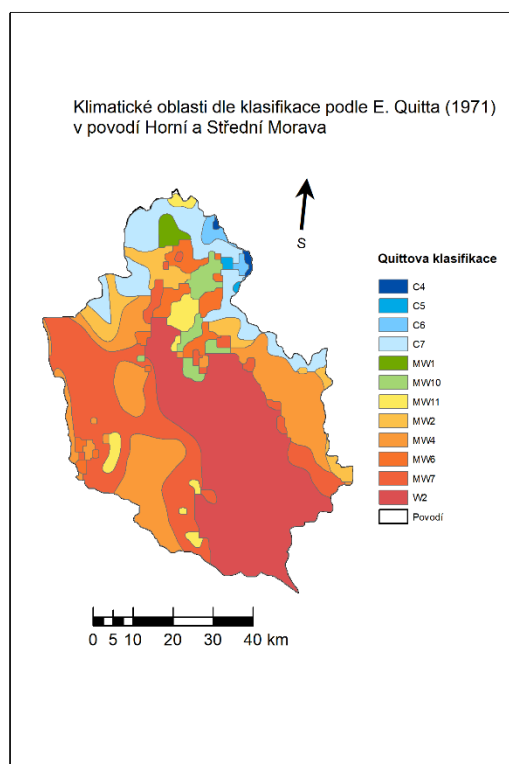 Klimatické oblasti dle klasifikace podle E. Quitta (1971)
v povodí Horní a Střední Morava
S
Quittova klasifikace
C4
C5
C6
C7
MW1
MW10
MW11
MW2
MW4
MW6
MW7
W2
Povodí
0 5 10 20 30 40 km